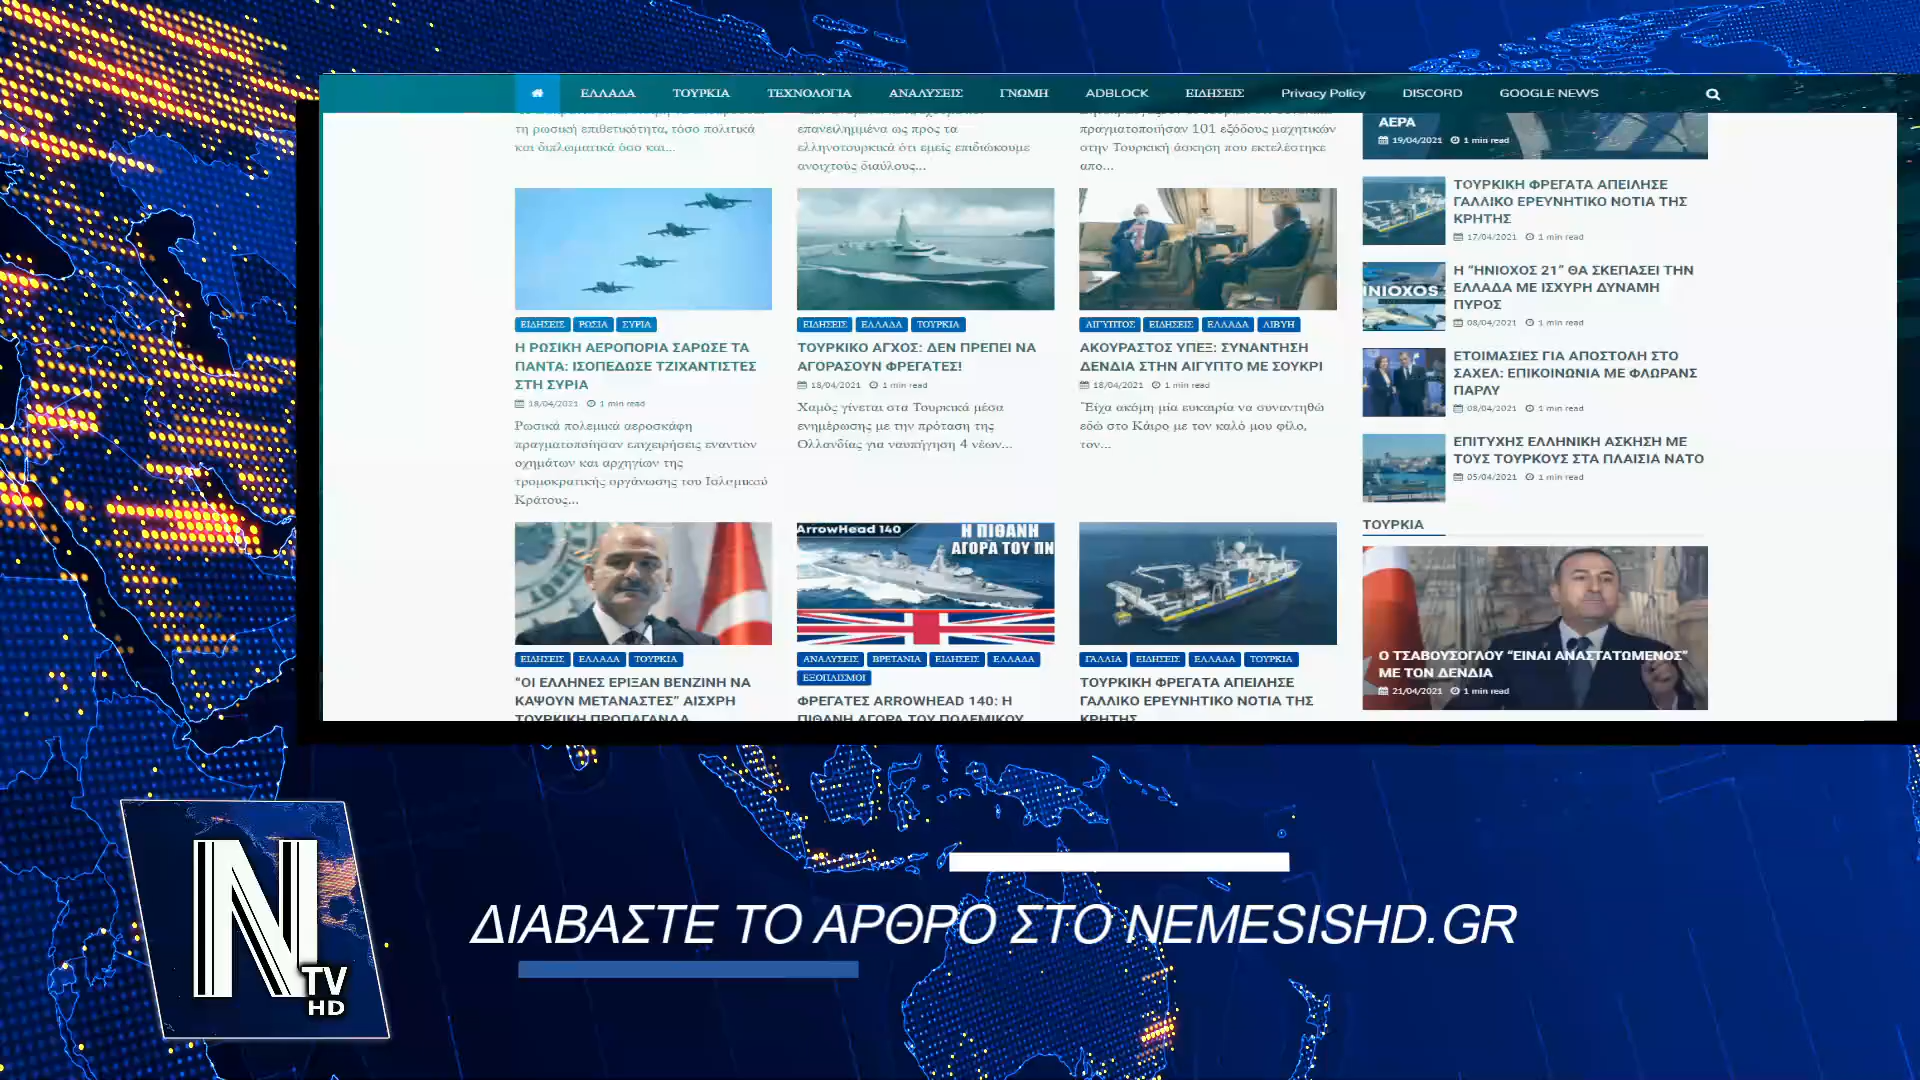 ΕΛΛΑΔΑ ΤΟΥΡΚΙΑ ΤΕΧΝΟΛΟΓΙΑ ΑΝΑΛΥΣΕΙΣ ΓΝΩΜΗ ADBLOCK ΕΙΔΗΣΕΙΣ Privacy Policy DISCORD GOOGLE NEWS
τη ρωσική επιθετικότητα, τόσο πολιτικά
και διπλωματικά όσο και...
επανειλημμένα ως προς τα
ελληνοτουρκικά ότι εμείς επιδιώκουμε
ανοιχτούς διαύλους...
πραγματοποιήσαν 101 εξόδους μαχητικών
στην Τουρκική άσκηση που εκτελέστηκε
απο...
ΕΙΔΗΣΕΙΣ ΡΩΣΙΑ ΣΥΡΙΑ
Η ΡΩΣΙΚΗ ΑΕΡΟΠΟΡΙΑ ΣΑΡΩΣΕ ΤΑ
ΠΑΝΤΑ: ΙΣΟΠΕΔΩΣΕ ΤΖΙΧΑΝΤΙΣΤΕΣ
ΣΤΗ ΣΥΡΙΑ
18/04/2021 1 min read
Ρωσικά πολεμικά αεροσκάφη
πραγματοποίησαν επιχειρήσεις εναντίον
οχημάτων και αρχηγίων της
τρομοκρατικής οργάνωσης του Ισλαμικού
Κράτους...
ΕΙΔΗΣΕΙΣ ΕΛΛΑΔΑ ΤΟΥΡΚΙΑ
ΤΟΥΡΚΙΚΟ ΑΓΧΟΣ: ΔΕΝ ΠΡΕΠΕΙ ΝΑ
ΑΓΟΡΑΣΟΥΝ ΦΡΕΓΑΤΕΣ!
18/04/2021 1 min read
Χαμός γίνεται στα Τουρκικά μέσα
ενημέρωσης με την πρόταση της
Ολλανδίας για ναυπήγηση 4 νέων...
ΑΙΓΥΠΤΟΣ ΕΙΔΗΣΕΙΣ ΕΛΛΑΔΑ ΛΙΒΥΗ
ΑΚΟΥΡΑΣΤΟΣ ΥΠΕΞ: ΣΥΝΑΝΤΗΣΗ
ΔΕΝΔΙΑ ΣΤΗΝ ΑΙΓΥΠΤΟ ΜΕ ΣΟΥΚΡΙ
18/04/2021 1 min read
"Είχα ακόμη μία ευκαιρία να συναντηθώ
εδώ στο Κάιρο με τον καλό μου φίλο,
τον...
ArrowHead 140
Η ΠΙΘΑΝΗ
ΑΓΟΡΑ ΤΟΥ ΠΝ
ΕΙΔΗΣΕΙΣ ΕΛΛΑΔΑ ΤΟΥΡΚΙΑ
"ΟΙ ΕΛΛΗΝΕΣ ΕΡΙΞΑΝ ΒΕΝΖΙΝΗ ΝΑ
ΚΑΨΟΥΝ ΜΕΤΑΝΑΣΤΕΣ" ΑΙΣΧΡΗ
ΤΟΥΡΚΙΚΗ ΠΡΟΠΑΓΑΝΔΑ
ΑΝΑΛΥΣΕΙΣ ΒΡΕΤΑΝΙΑ ΕΙΔΗΣΕΙΣ ΕΛΛΑΔΑ
ΕΞΟΠΛΙΣΜΟΙ
ΦΡΕΓΑΤΕΣ ARROWHEAD 140: Η
ΠΙΘΑΝΗ ΑΓΟΡΑ ΤΟΥ ΠΟΛΕΜΙΚΟΥ
ΓΑΛΛΙΑ ΕΙΔΗΣΕΙΣ ΕΛΛΑΔΑ ΤΟΥΡΚΙΑ
ΤΟΥΡΚΙΚΗ ΦΡΕΓΑΤΑ ΑΠΕΙΛΗΣΕ
ΓΑΛΛΙΚΟ ΕΡΕΥΝΗΤΙΚΟ ΝΟΤΙΑ ΤΗΣ
ΚΡΗΤΗΣ
ΑΕΡΑ
19/04/2021 1 min read
ΤΟΥΡΚΙΚΗ ΦΡΕΓΑΤΑ ΑΠΕΙΛΗΣΕ
ΓΑΛΛΙΚΟ ΕΡΕΥΝΗΤΙΚΟ ΝΟΤΙΑ ΤΗΣ
ΚΡΗΤΗΣ
17/04/2021 1 min read
INIOXOS
Η "ΗΝΙΟΧΟΣ 21" ΘΑ ΣΚΕΠΑΣΕΙ ΤΗΝ
ΕΛΛΑΔΑ ΜΕ ΙΣΧΥΡΗ ΔΥΝΑΜΗ
ΠΥΡΟΣ
08/04/2021 1 min read
ΕΤΟΙΜΑΣΙΕΣ ΓΙΑ ΑΠΟΣΤΟΛΗ ΣΤΟ
ΣΑΧΕΛ: ΕΠΙΚΟΙΝΩΝΙΑ ΜΕ ΦΛΩΡΑΝΣ
ΠΑΡΛΥ
08/04/2021 1 min read
ΕΠΙΤΥΧΗΣ ΕΛΛΗΝΙΚΗ ΑΣΚΗΣΗ ΜΕ
ΤΟΥΣ ΤΟΥΡΚΟΥΣ ΣΤΑ ΠΛΑΙΣΙΑ ΝΑΤΟ
05/04/2021 1 min read
ΤΟΥΡΚΙΑ
Ο ΤΣΑΒΟΥΣΟΓΛΟΥ "ΕΙΝΑΙ ΑΝΑΣΤΑΤΩΜΕΝΟΣ"
ΜΕ ΤΟΝ ΔΕΝΔΙΑ
21/04/2021 1 min read
N TV
HD
ΔΙΑΒΑΣΤΕ ΤΟ ΑΡΘΡΟ ΣΤΟ NEMESISHD.GR